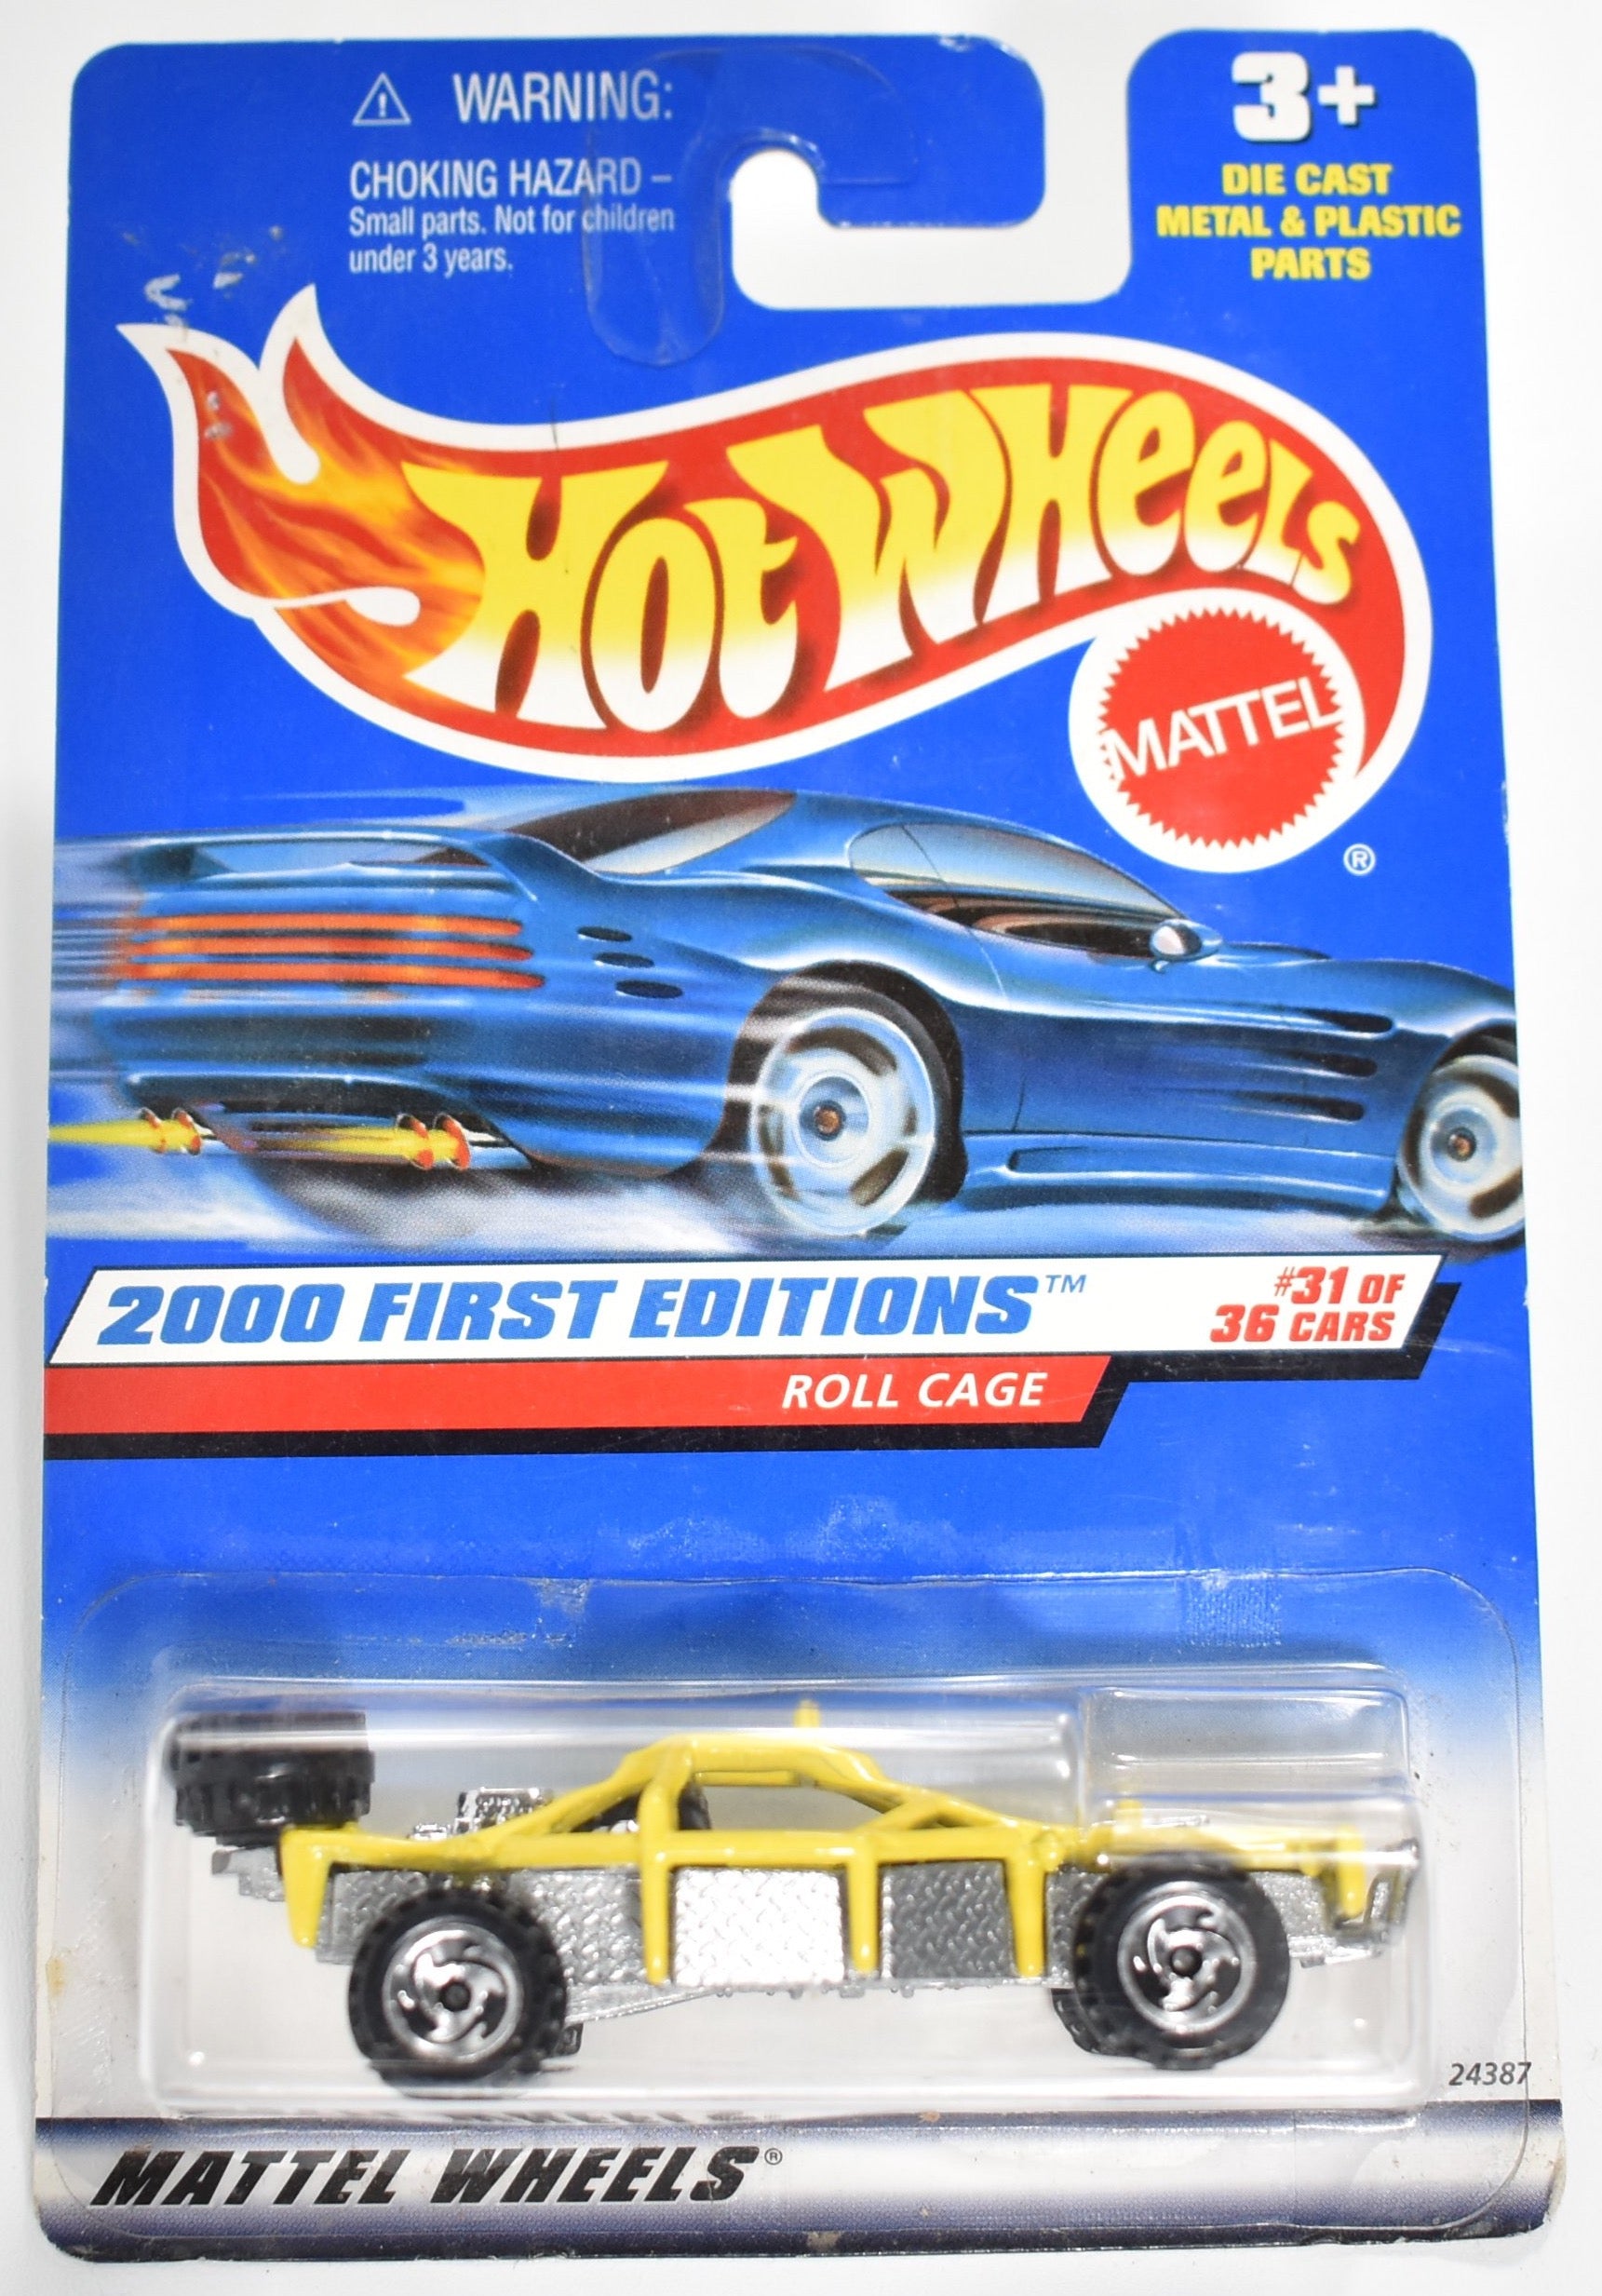 ⚠ WARNING:
CHOKING HAZARD –
Small parts. Not for children
under 3 years.
3+
DIE CAST
METAL & PLASTIC
PARTS
HOT WHEELS
MATTEL
®
2000 FIRST EDITIONS™
#31 OF
36 CARS
ROLL CAGE
24387
MATTEL WHEELS®